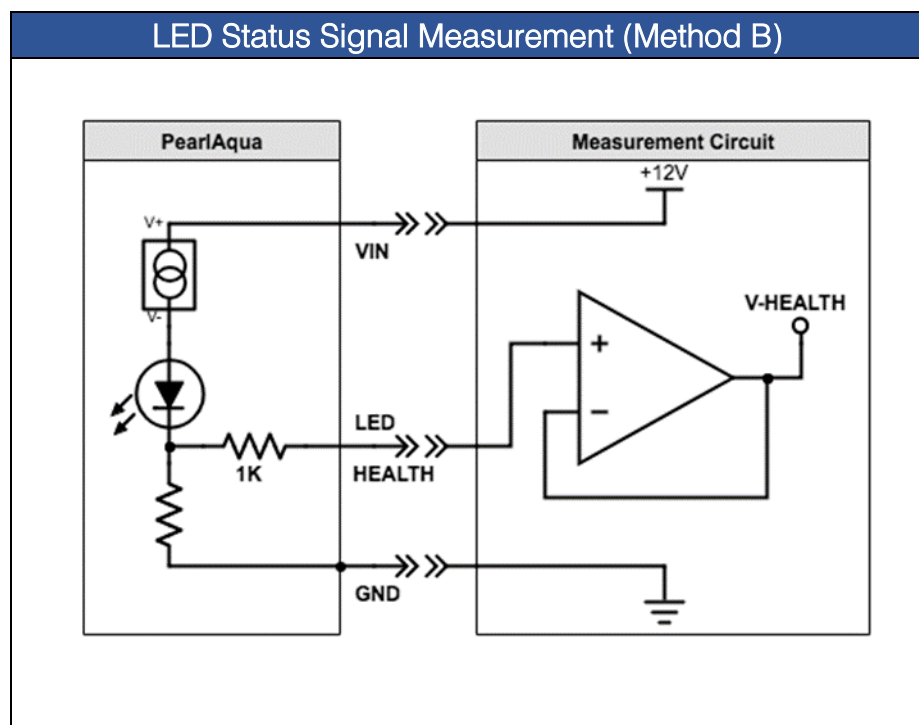 LED Status Signal Measurement (Method B)
PearlAqua
Measurement Circuit
+12V
V+
VIN
V-
V-HEALTH
+
−
LED
HEALTH
1K
GND